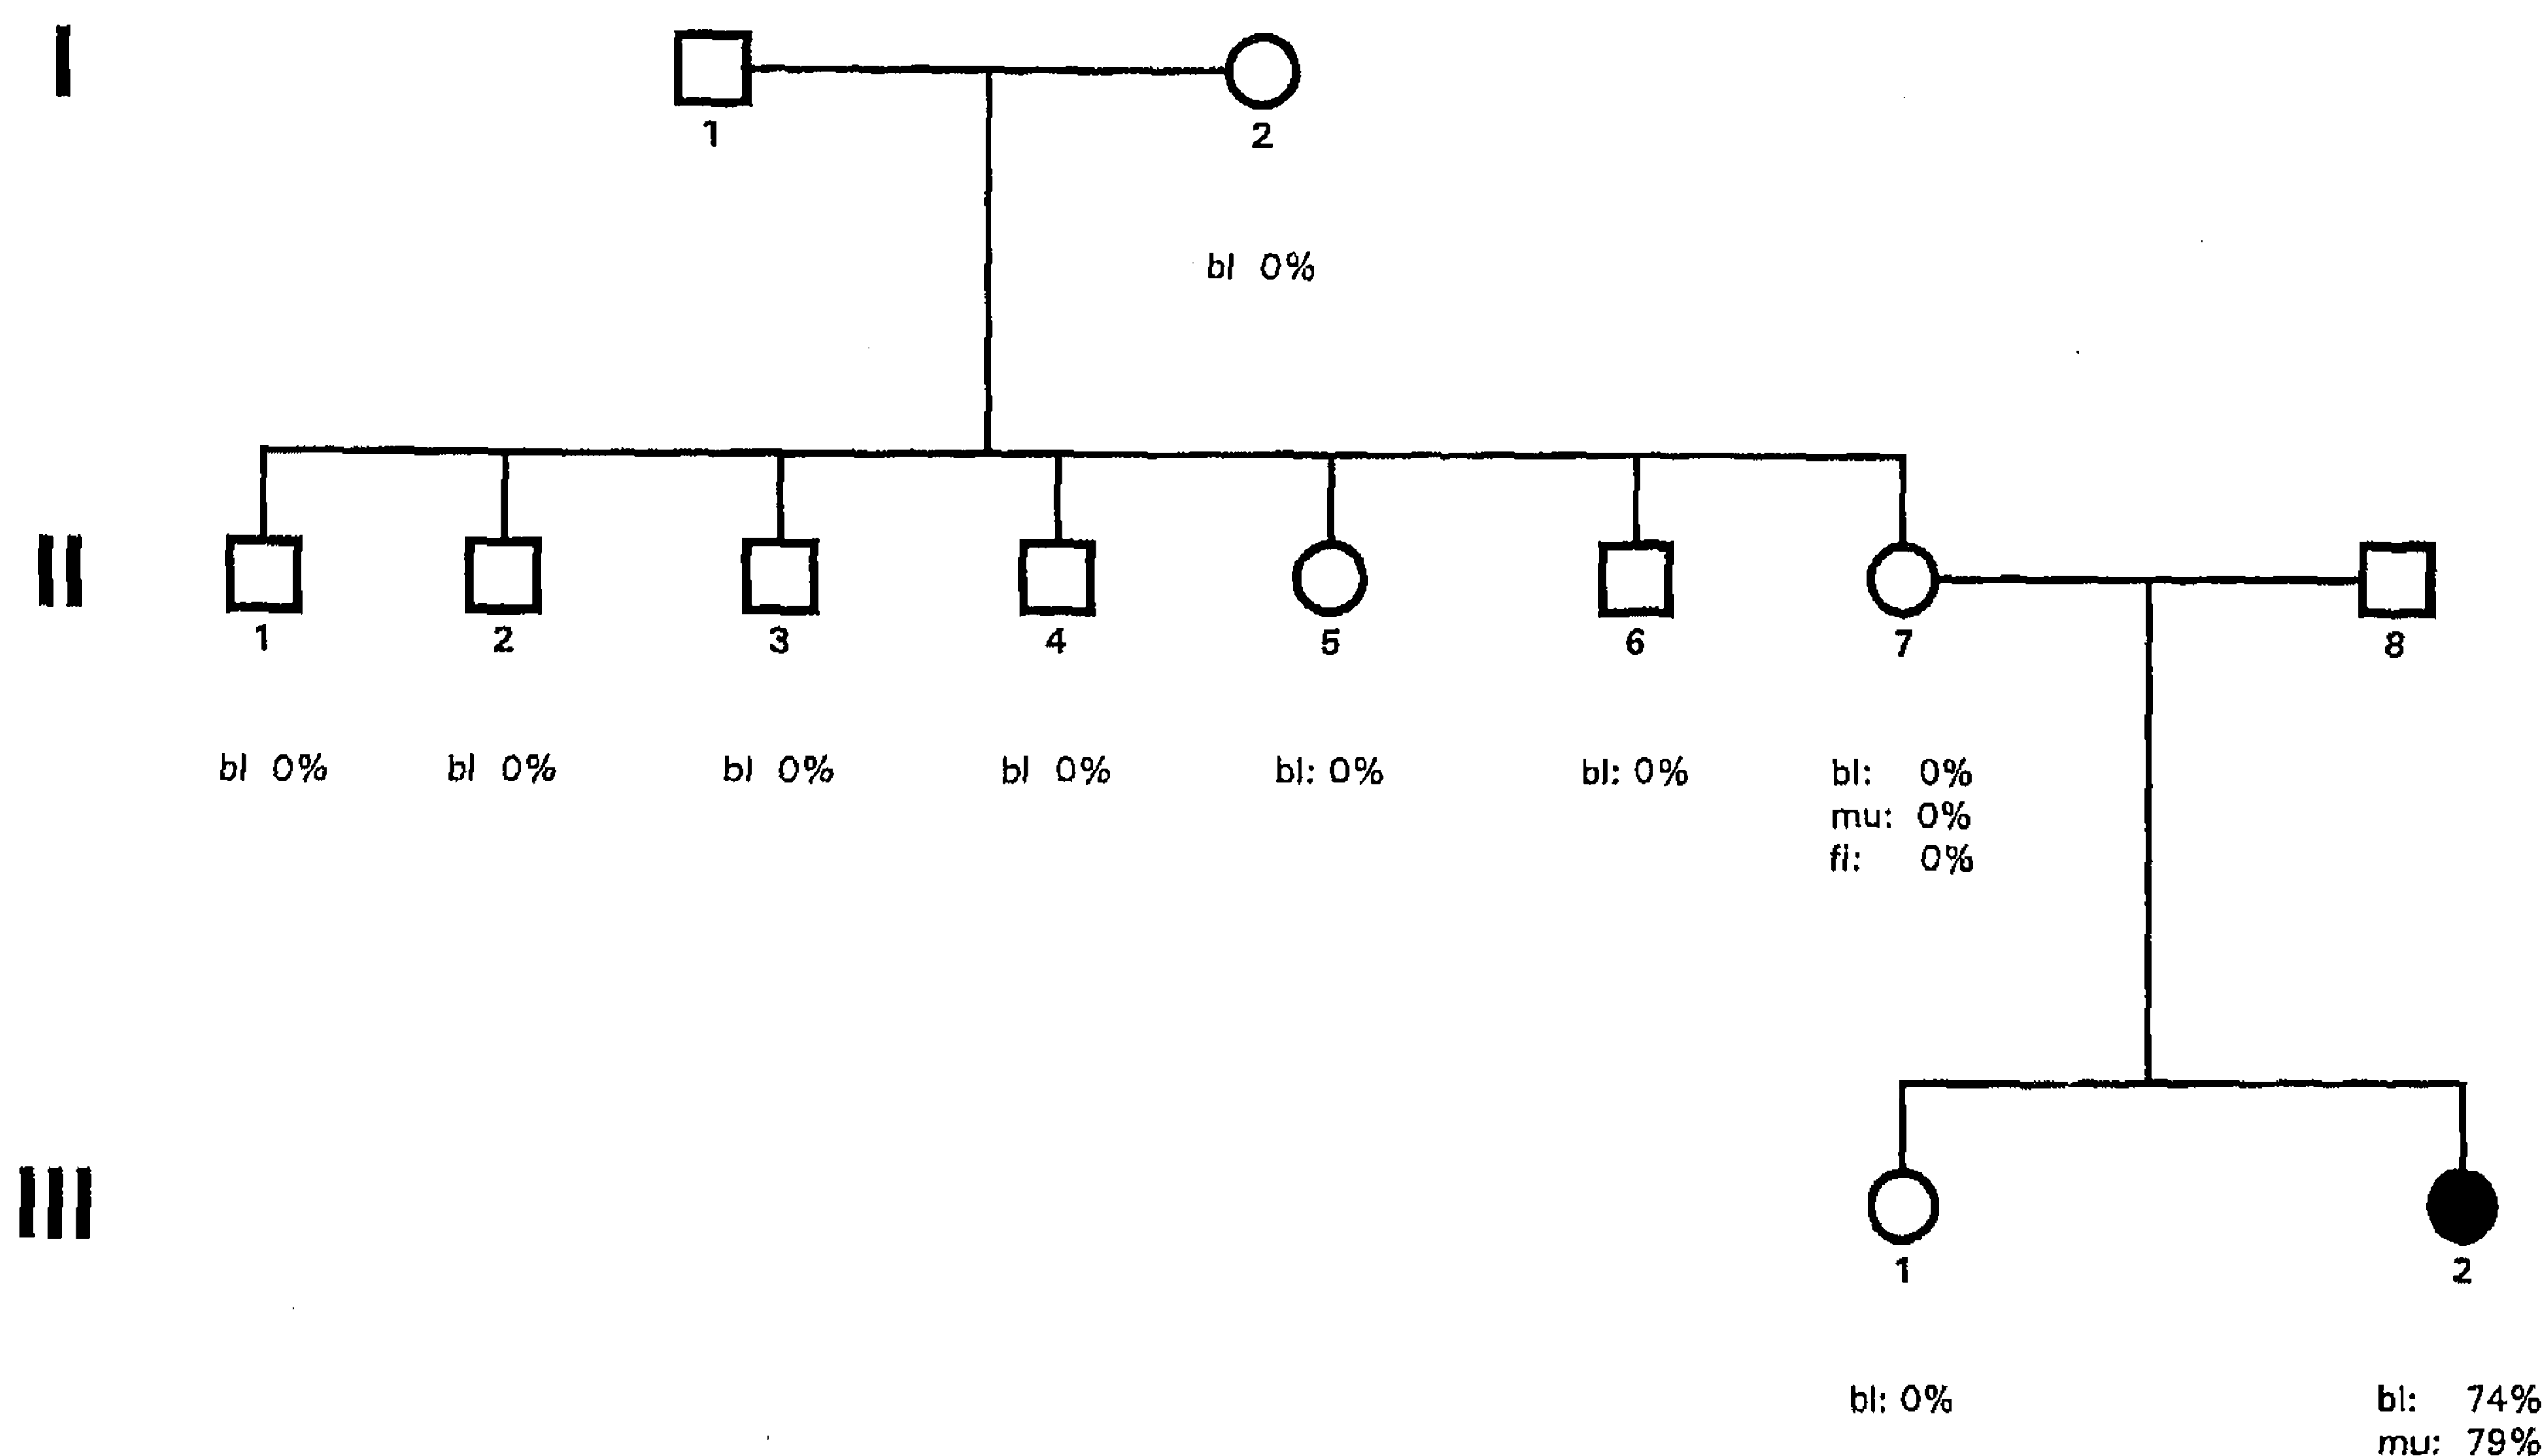 I
1 2
bl 0%
II
1 2 3 4 5 6 7 8
bl 0% bl 0% bl 0% bl 0% bl: 0% bl: 0% bl: 0%
mu: 0%
fi: 0%
III
1 2
bl: 0% bl: 74%
mu: 79%